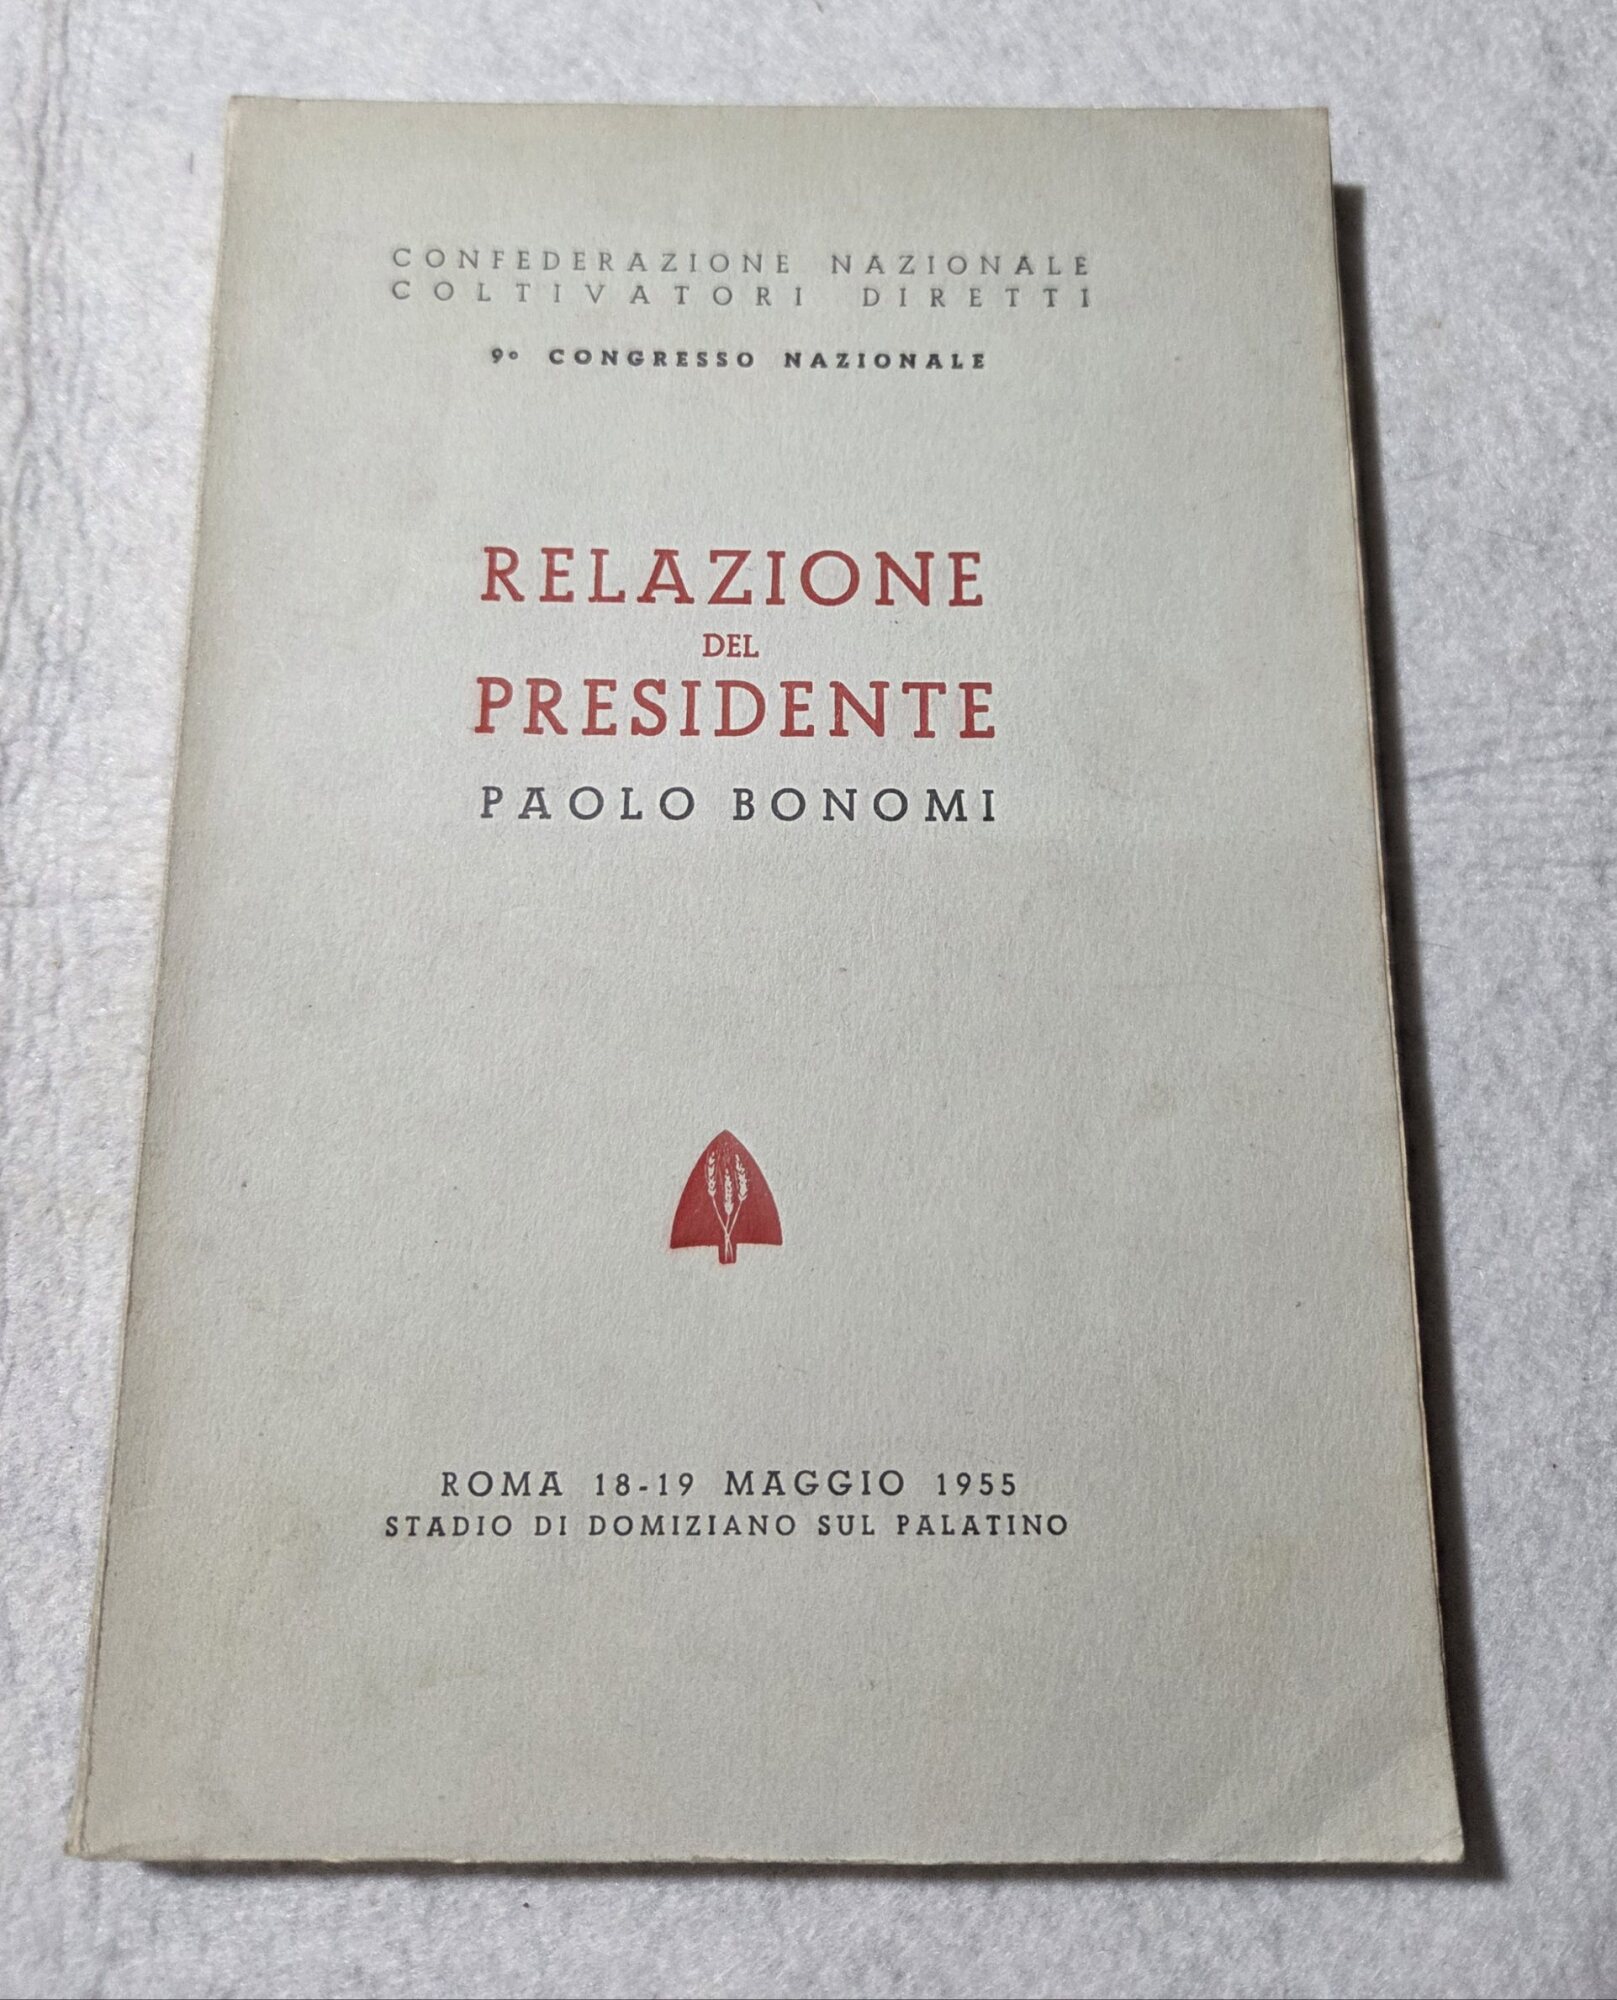 CONFEDERAZIONE NAZIONALE
COLTIVATORI DIRETTI
9º CONGRESSO NAZIONALE
RELAZIONE
DEL
PRESIDENTE
PAOLO BONOMI
ROMA 18-19 MAGGIO 1955
STADIO DI DOMIZIANO SUL PALATINO